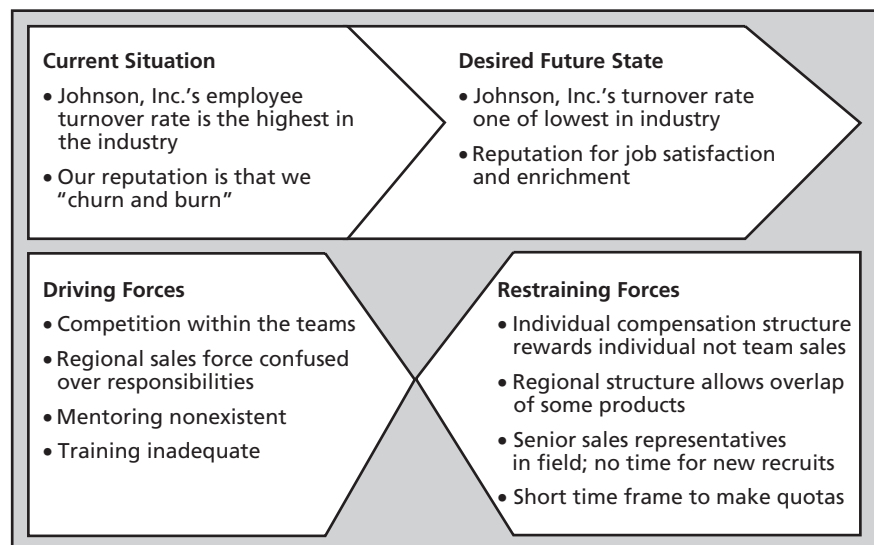 Current Situation
• Johnson, Inc.’s employee
turnover rate is the highest in
the industry
• Our reputation is that we
“churn and burn”
Desired Future State
• Johnson, Inc.’s turnover rate
one of lowest in industry
• Reputation for job satisfaction
and enrichment
Driving Forces
• Competition within the teams
• Regional sales force confused
over responsibilities
• Mentoring nonexistent
• Training inadequate
Restraining Forces
• Individual compensation structure
rewards individual not team sales
• Regional structure allows overlap
of some products
• Senior sales representatives
in field; no time for new recruits
• Short time frame to make quotas